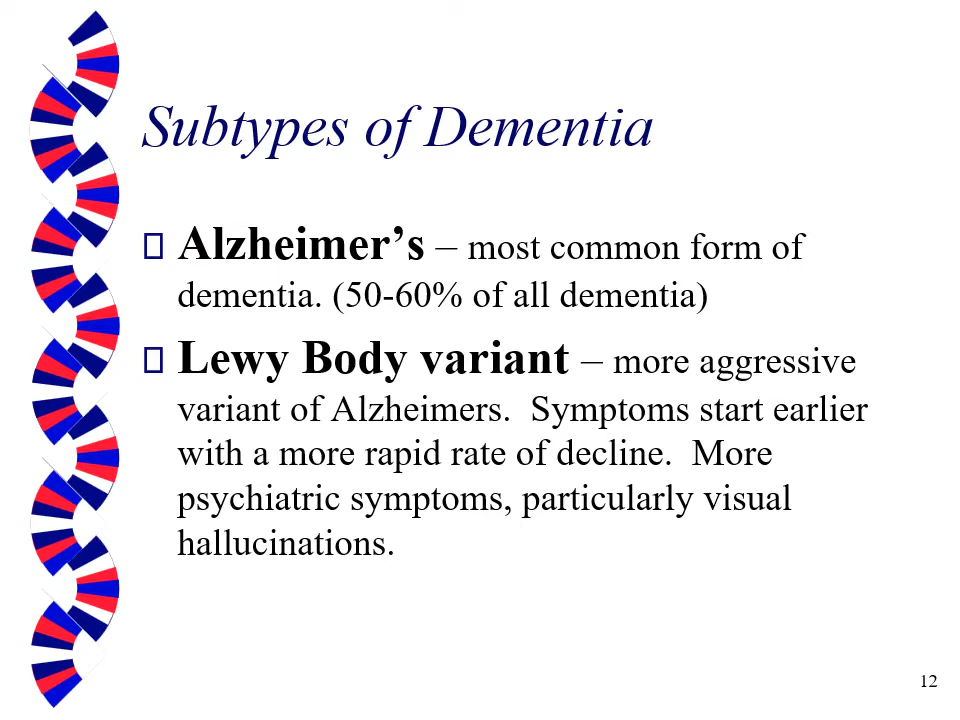 Subtypes of Dementia
Alzheimer’s – most common form of
dementia. (50-60% of all dementia)
Lewy Body variant – more aggressive
variant of Alzheimers.  Symptoms start earlier
with a more rapid rate of decline.  More
psychiatric symptoms, particularly visual
hallucinations.
12